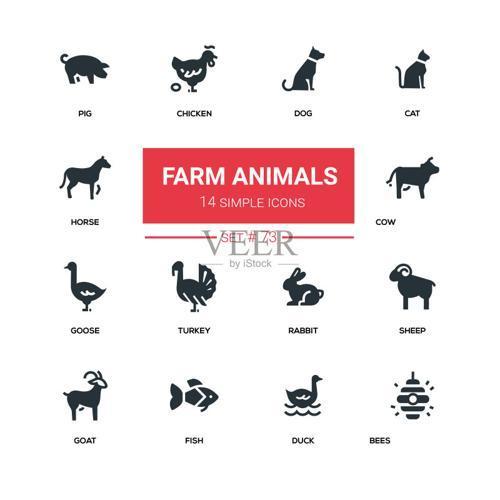 PIG CHICKEN DOG CAT
FARM ANIMALS
14 SIMPLE ICONS
HORSE COW
SET # 73
VEER
by iStock
GOOSE TURKEY RABBIT SHEEP
GOAT FISH DUCK BEES